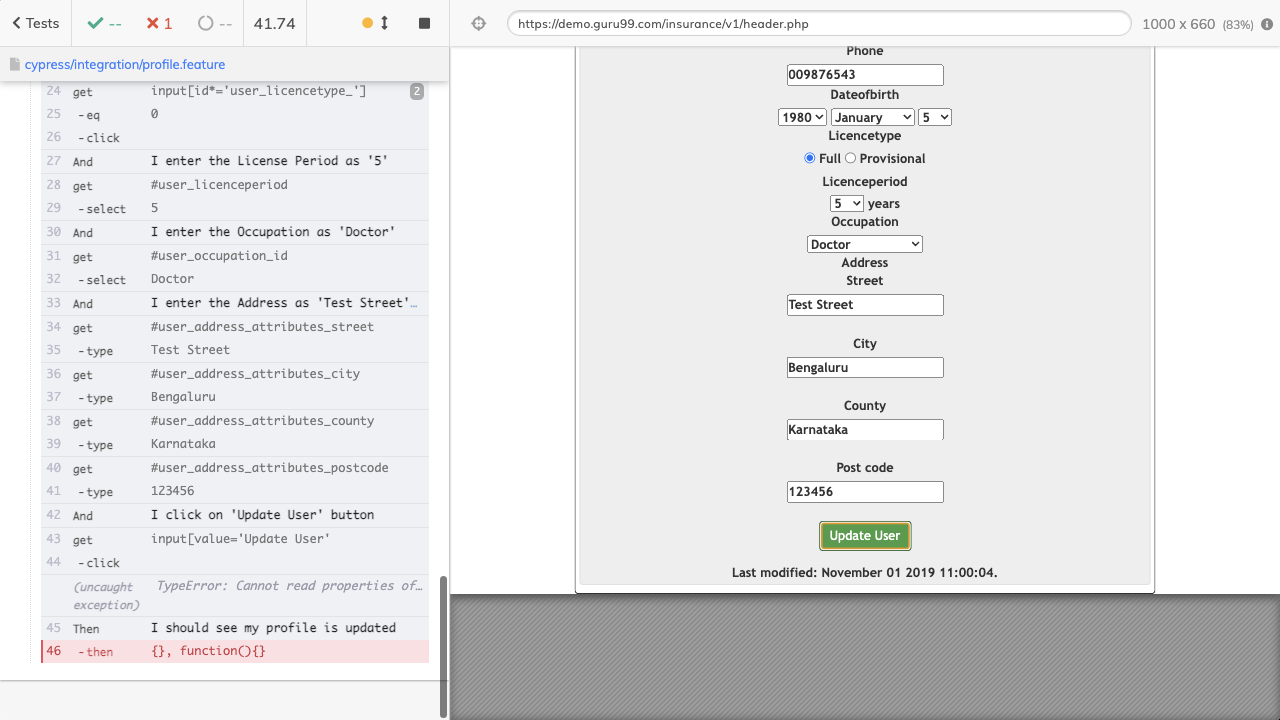 Tests
--
1
--
41.74
https://demo.guru99.com/insurance/v1/header.php
1000 x 660 (83%)
cypress/integration/profile.feature
24 get input[id*='user_licencetype_'] 2
25 -eq 0
26 -click
27 And I enter the License Period as '5'
28 get #user_licenceperiod
29 -select 5
30 And I enter the Occupation as 'Doctor'
31 get #user_occupation_id
32 -select Doctor
33 And I enter the Address as 'Test Street'…
34 get #user_address_attributes_street
35 -type Test Street
36 get #user_address_attributes_city
37 -type Bengaluru
38 get #user_address_attributes_county
39 -type Karnataka
40 get #user_address_attributes_postcode
41 -type 123456
42 And I click on 'Update User' button
43 get input[value='Update User'
44 -click
(uncaught exception) TypeError: Cannot read properties of…
45 Then I should see my profile is updated
46 -then {}, function(){}
Phone
009876543
Dateofbirth
1980 January 5
Licencetype
Full Provisional
Licenceperiod
5 years
Occupation
Doctor
Address
Street
Test Street
City
Bengaluru
County
Karnataka
Post code
123456
Update User
Last modified: November 01 2019 11:00:04.